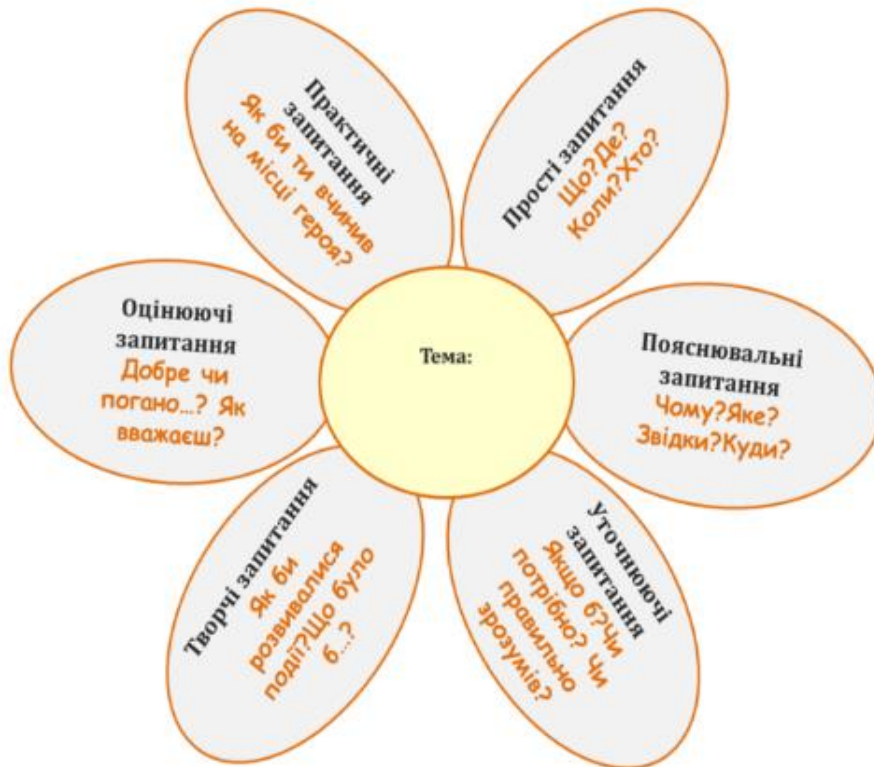 Тема:
Прості запитання
Що?Де?
Коли?Хто?
Пояснювальні
запитання
Чому?Яке?
Звідки?Куди?
Уточнюючі
запитання
Якщо б?Чи
потрібно? Чи
правильно
зрозумів?
Творчі запитання
Як би
розвивалися
події?Що було
б...?
Оцінюючі
запитання
Добре чи
погано...? Як
вважаєш?
Практичні
запитання
Як би ти вчинив
на місці героя?